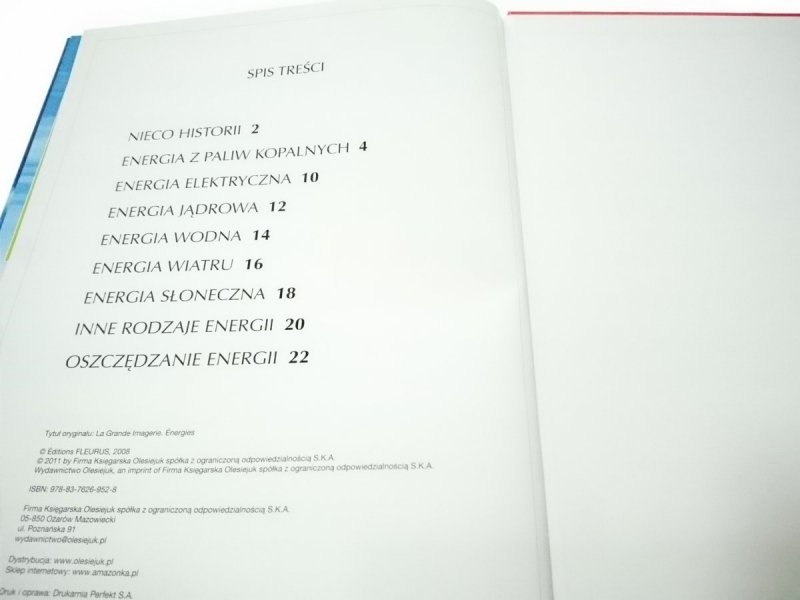 SPIS TREŚCI
NIECO HISTORII 2
ENERGIA Z PALIW KOPALNYCH 4
ENERGIA ELEKTRYCZNA 10
ENERGIA JĄDROWA 12
ENERGIA WODNA 14
ENERGIA WIATRU 16
ENERGIA SŁONECZNA 18
INNE RODZAJE ENERGII 20
OSZCZĘDZANIE ENERGII 22
Tytuł oryginału: La Grande Imagerie. Energies
© Éditions FLEURUS, 2008
© 2011 by Firma Księgarska Olesiejuk spółka z ograniczoną odpowiedzialnością S.K.A.
Wydawnictwo Olesiejuk, an imprint of Firma Księgarska Olesiejuk spółka z ograniczoną odpowiedzialnością S.K.A.
ISBN: 978-83-7626-952-8
Firma Księgarska Olesiejuk spółka z ograniczoną odpowiedzialnością S.K.A.
05-850 Ożarów Mazowiecki
ul. Poznańska 91
wydawnictwo@olesiejuk.pl
Dystrybucja: www.olesiejuk.pl
Sklep internetowy: www.amazonka.pl
Druk i oprawa: Drukarnia Perfekt S.A.